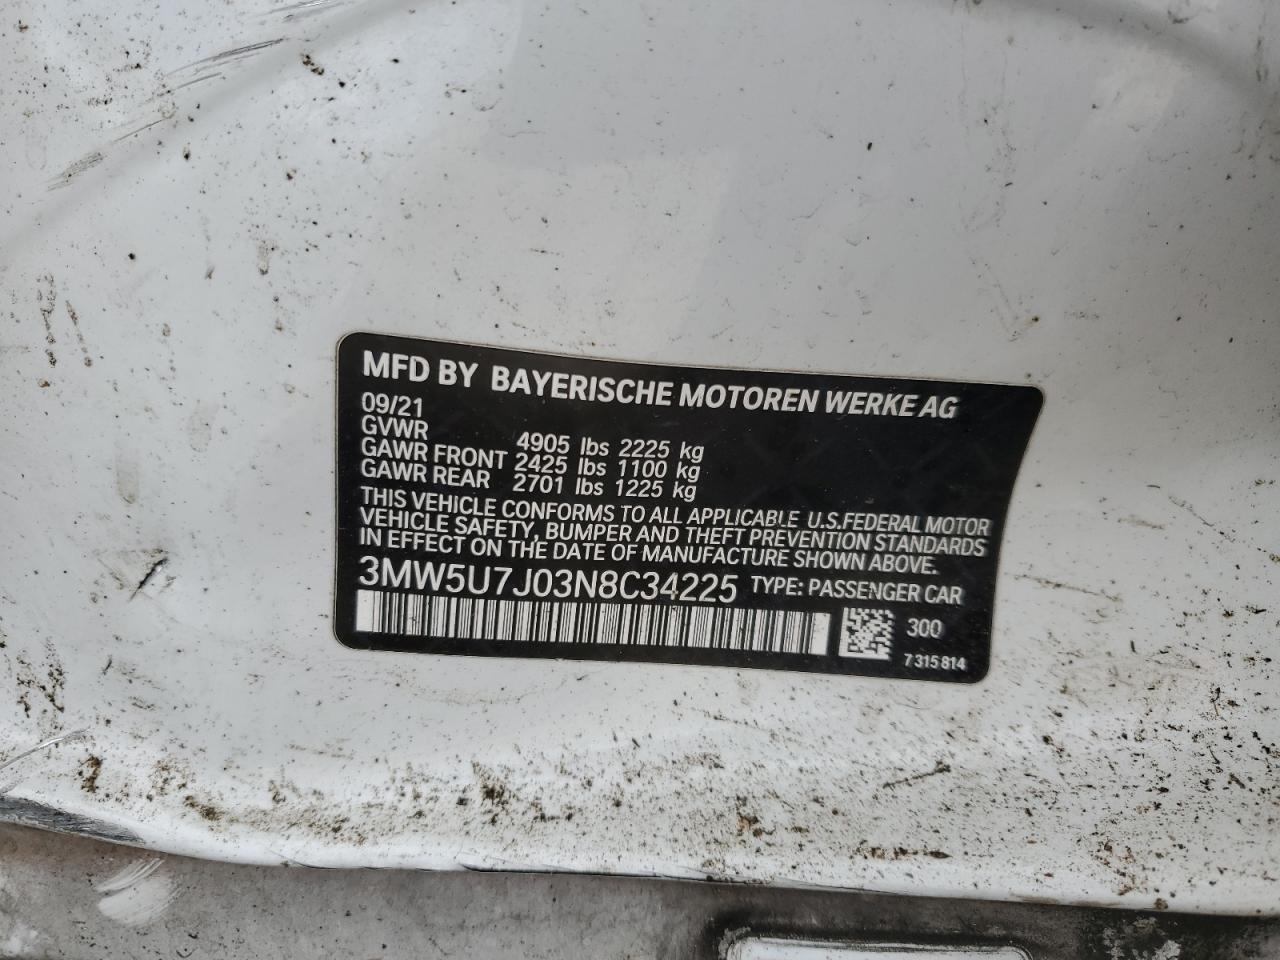 MFD BY BAYERISCHE MOTOREN WERKE AG
09/21
GVWR 4905 lbs 2225 kg
GAWR FRONT 2425 lbs 1100 kg
GAWR REAR 2701 lbs 1225 kg
THIS VEHICLE CONFORMS TO ALL APPLICABLE U.S.FEDERAL MOTOR
VEHICLE SAFETY, BUMPER AND THEFT PREVENTION STANDARDS
IN EFFECT ON THE DATE OF MANUFACTURE SHOWN ABOVE.
3MW5U7J03N8C34225 TYPE: PASSENGER CAR
300
7 315 814